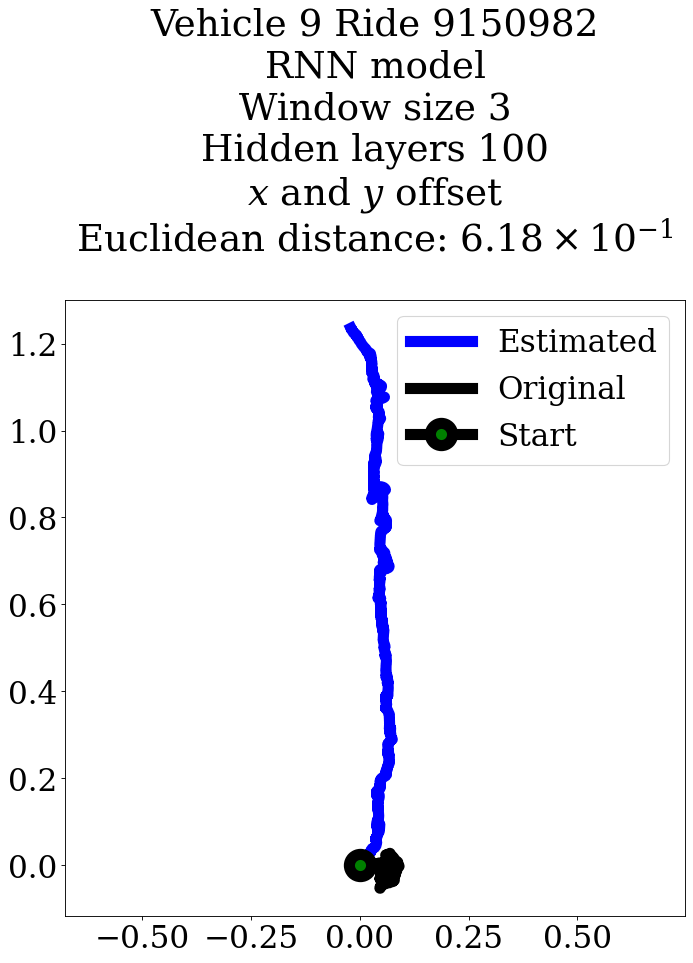 Vehicle 9 Ride 9150982
RNN model
Window size 3
Hidden layers 100
x and y offset
Euclidean distance: 6.18 × 10⁻¹
Estimated
Original
Start
1.2
1.0
0.8
0.6
0.4
0.2
0.0
−0.50 −0.25 0.00 0.25 0.50